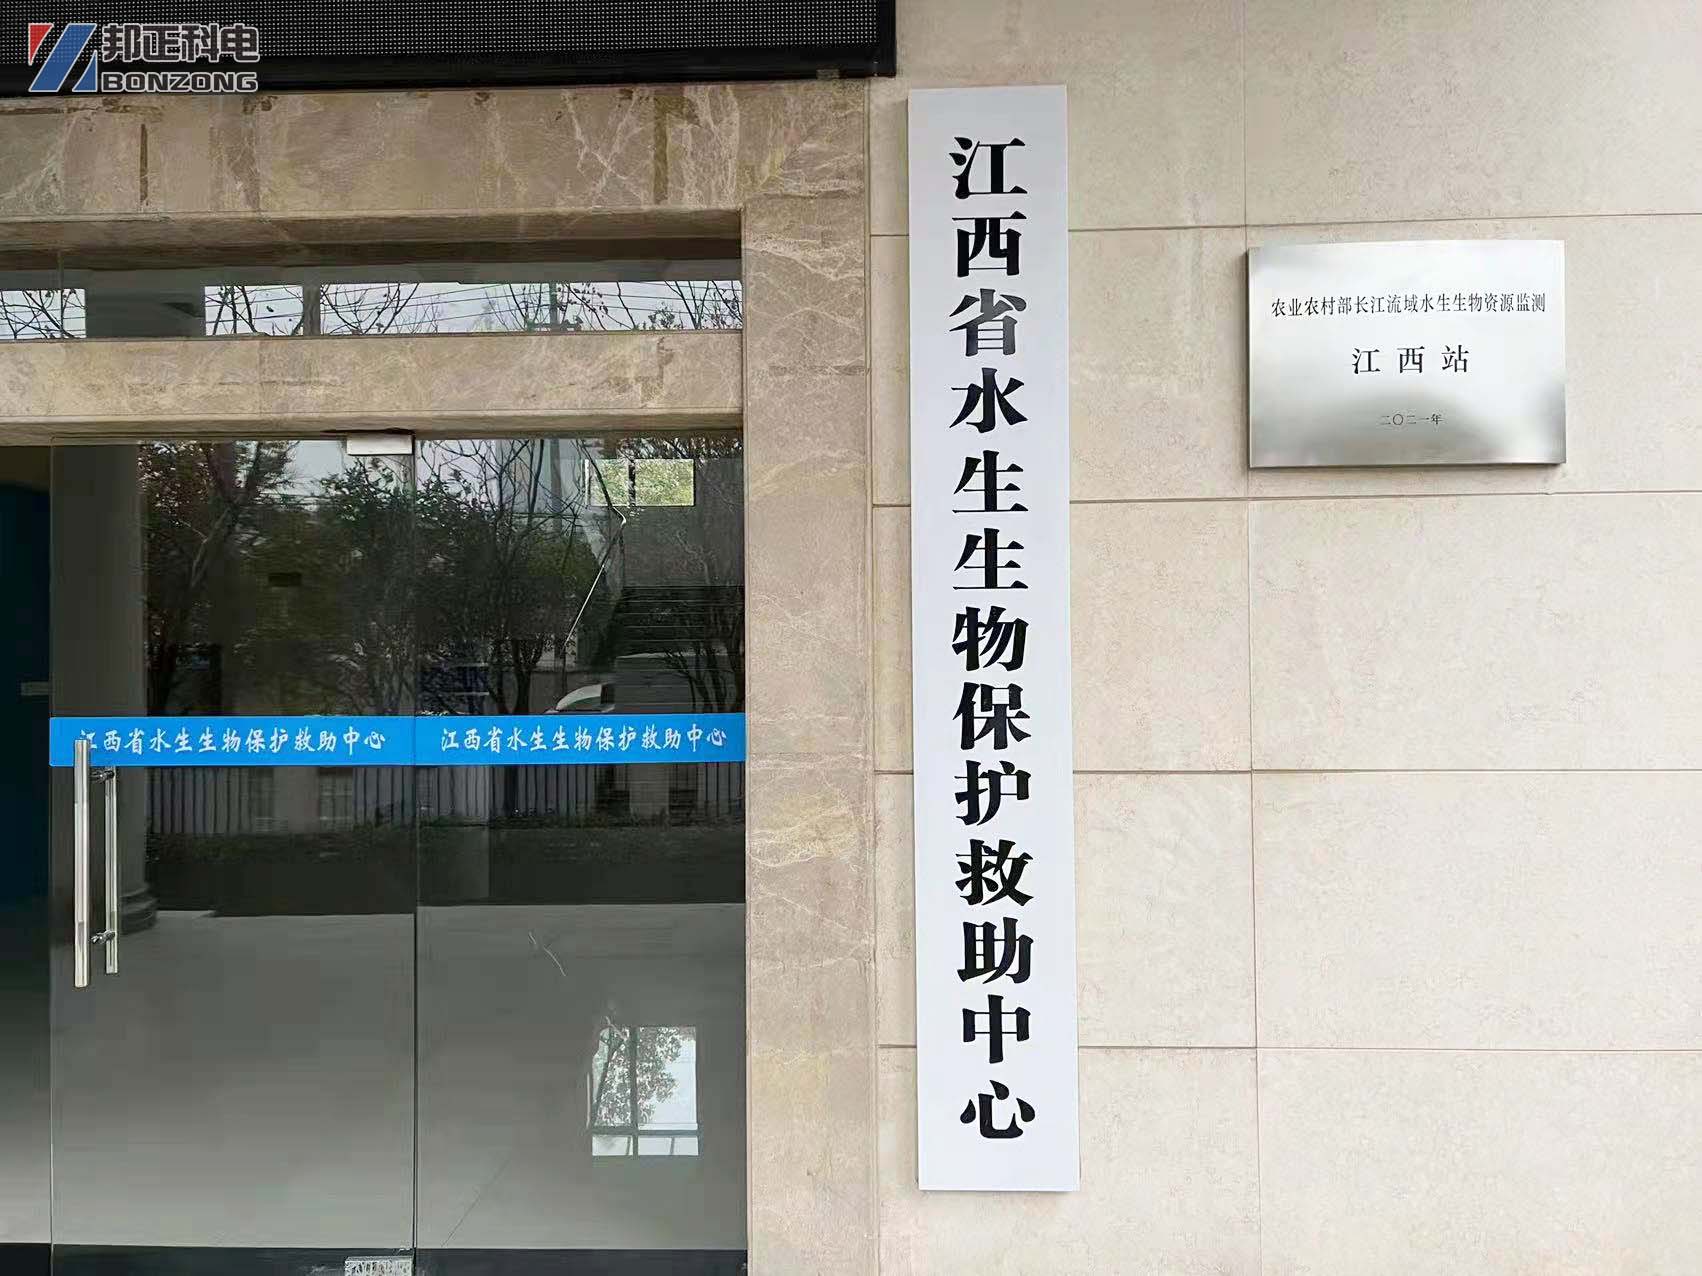 邦正科电
BONZONG
江西省水生生物保护救助中心
农业农村部长江流域水生生物资源监测
江西站
二〇二一年
江西省水生生物保护救助中心
江西省水生生物保护救助中心